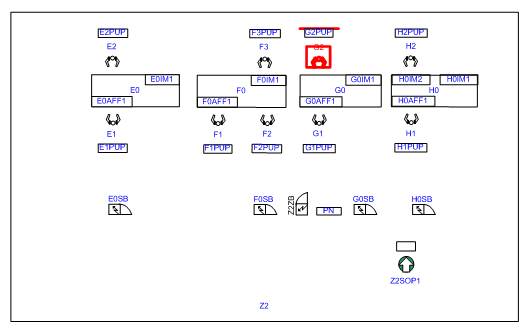 E2PUP F3PUP G2PUP H2PUP
E2 F3 G2 H2
E0IM1 F0IM1 G0IM1 H0IM2 H0IM1
E0 F0 G0 H0
E0AFF1 F0AFF1 G0AFF1 H0AFF1
E1 F1 F2 G1 H1
E1PUP F1PUP F2PUP G1PUP H1PUP
E0SB F0SB Z2ZB G0SB H0SB
PN
Z2SOP1
Z2